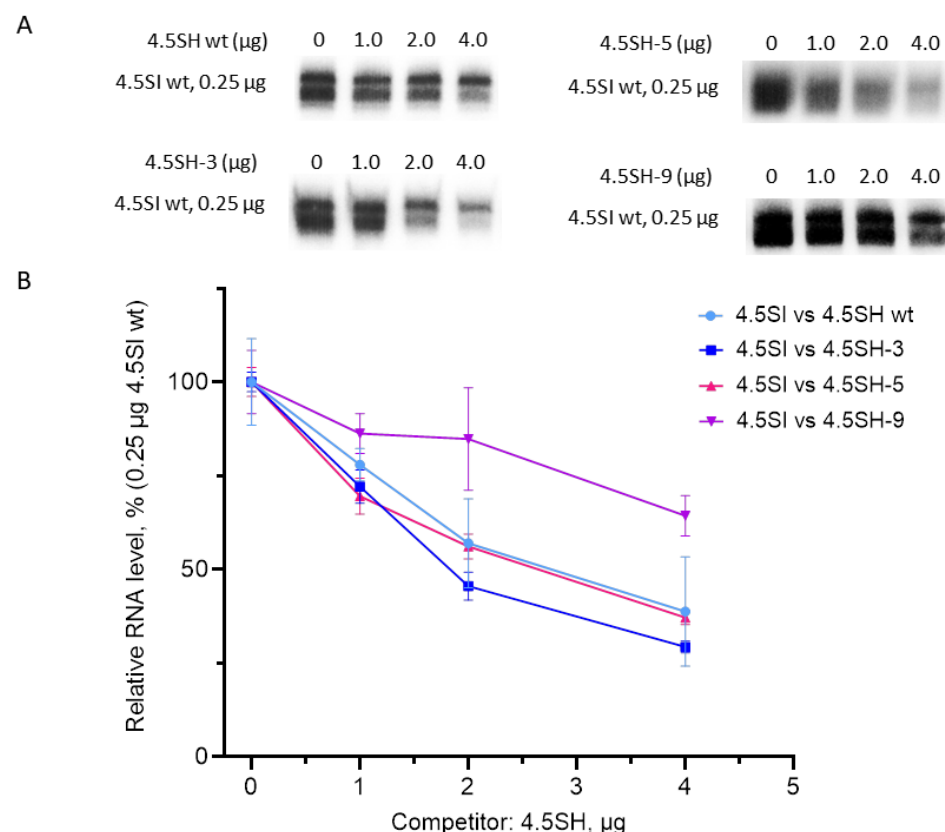 A
4.5SH wt (µg) 0 1.0 2.0 4.0
4.5SI wt, 0.25 µg
4.5SH-5 (µg) 0 1.0 2.0 4.0
4.5SI wt, 0.25 µg
4.5SH-3 (µg) 0 1.0 2.0 4.0
4.5SI wt, 0.25 µg
4.5SH-9 (µg) 0 1.0 2.0 4.0
4.5SI wt, 0.25 µg
B
Relative RNA level, % (0.25 µg 4.5SI wt)
100
50
0
4.5SI vs 4.5SH wt
4.5SI vs 4.5SH-3
4.5SI vs 4.5SH-5
4.5SI vs 4.5SH-9
0 1 2 3 4 5
Competitor: 4.5SH, µg